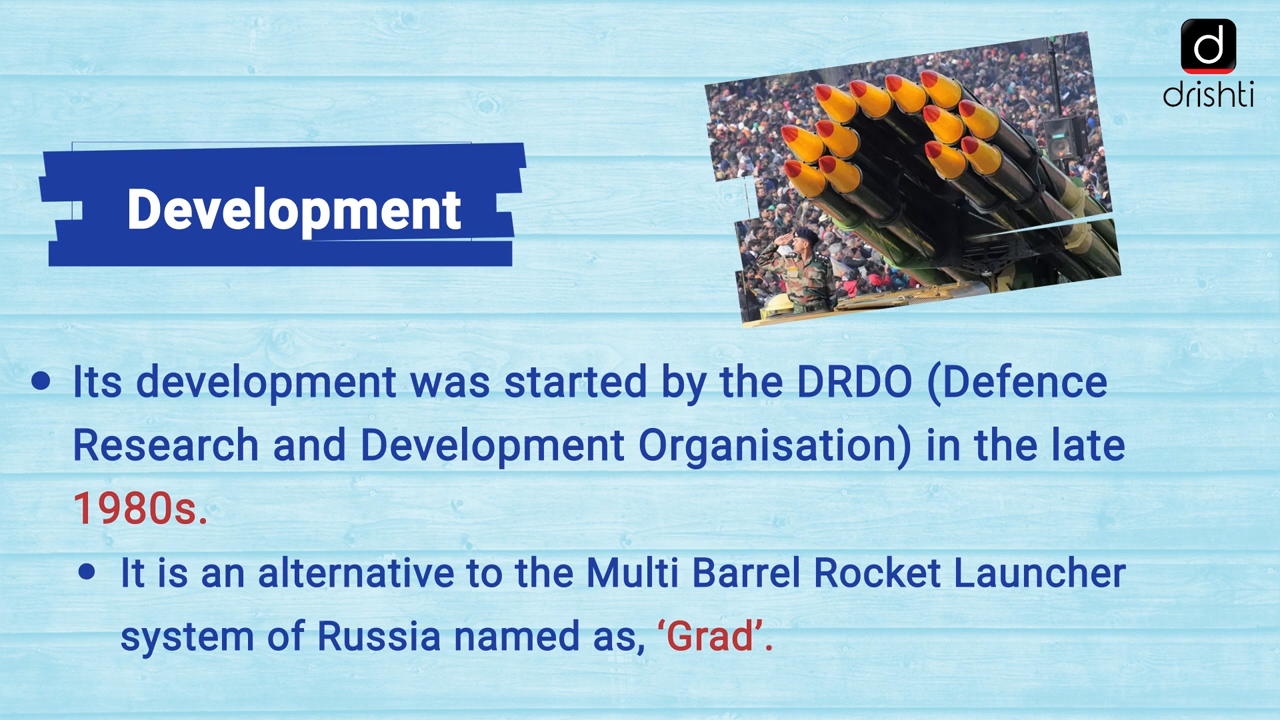 drishti
Development
• Its development was started by the DRDO (Defence
Research and Development Organisation) in the late
1980s.
• It is an alternative to the Multi Barrel Rocket Launcher
system of Russia named as, ‘Grad’.